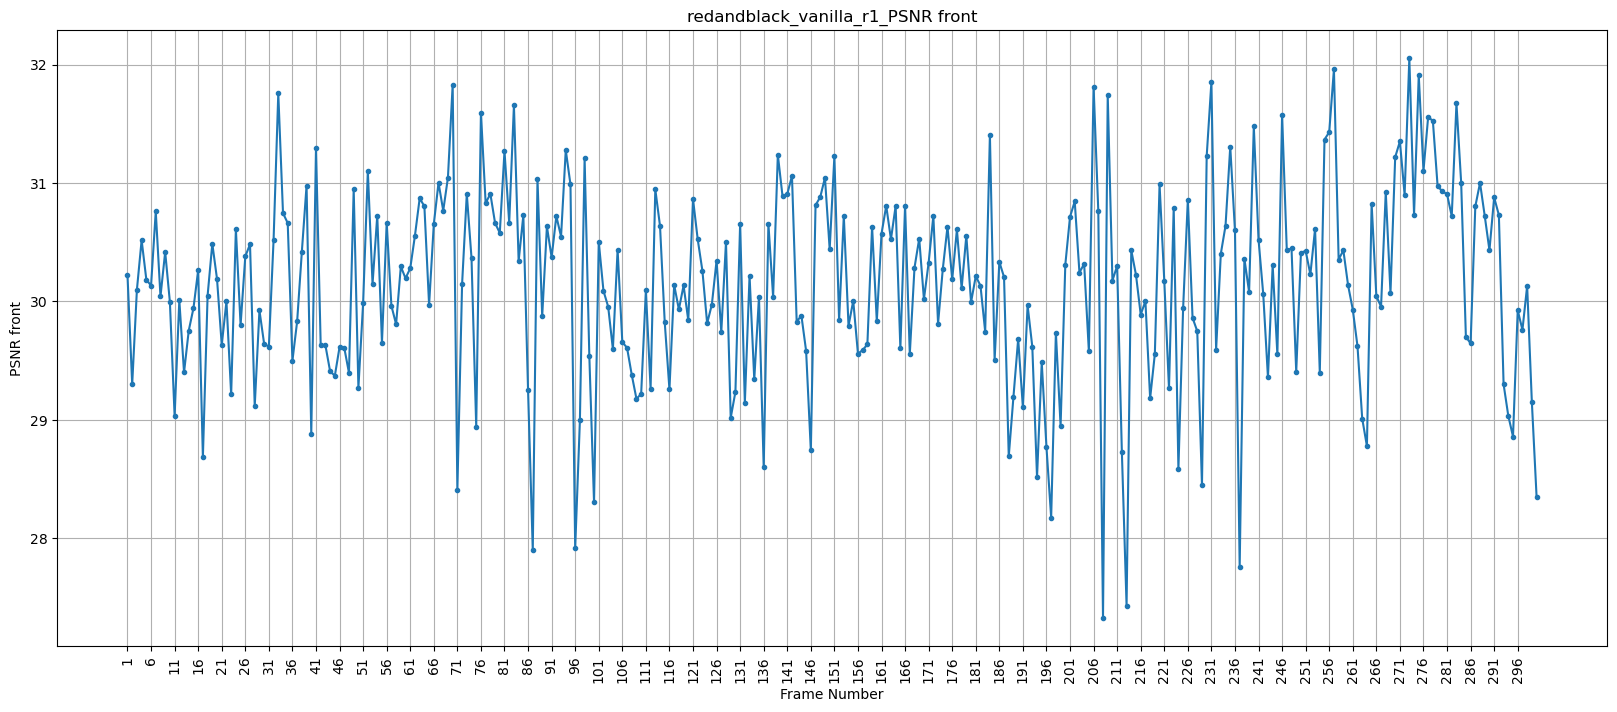 redandblack_vanilla_r1_PSNR front
32
31
30
29
28
PSNR front
1 6 11 16 21 26 31 36 41 46 51 56 61 66 71 76 81 86 91 96 101 106 111 116 121 126 131 136 141 146 151 156 161 166 171 176 181 186 191 196 201 206 211 216 221 226 231 236 241 246 251 256 261 266 271 276 281 286 291 296
Frame Number